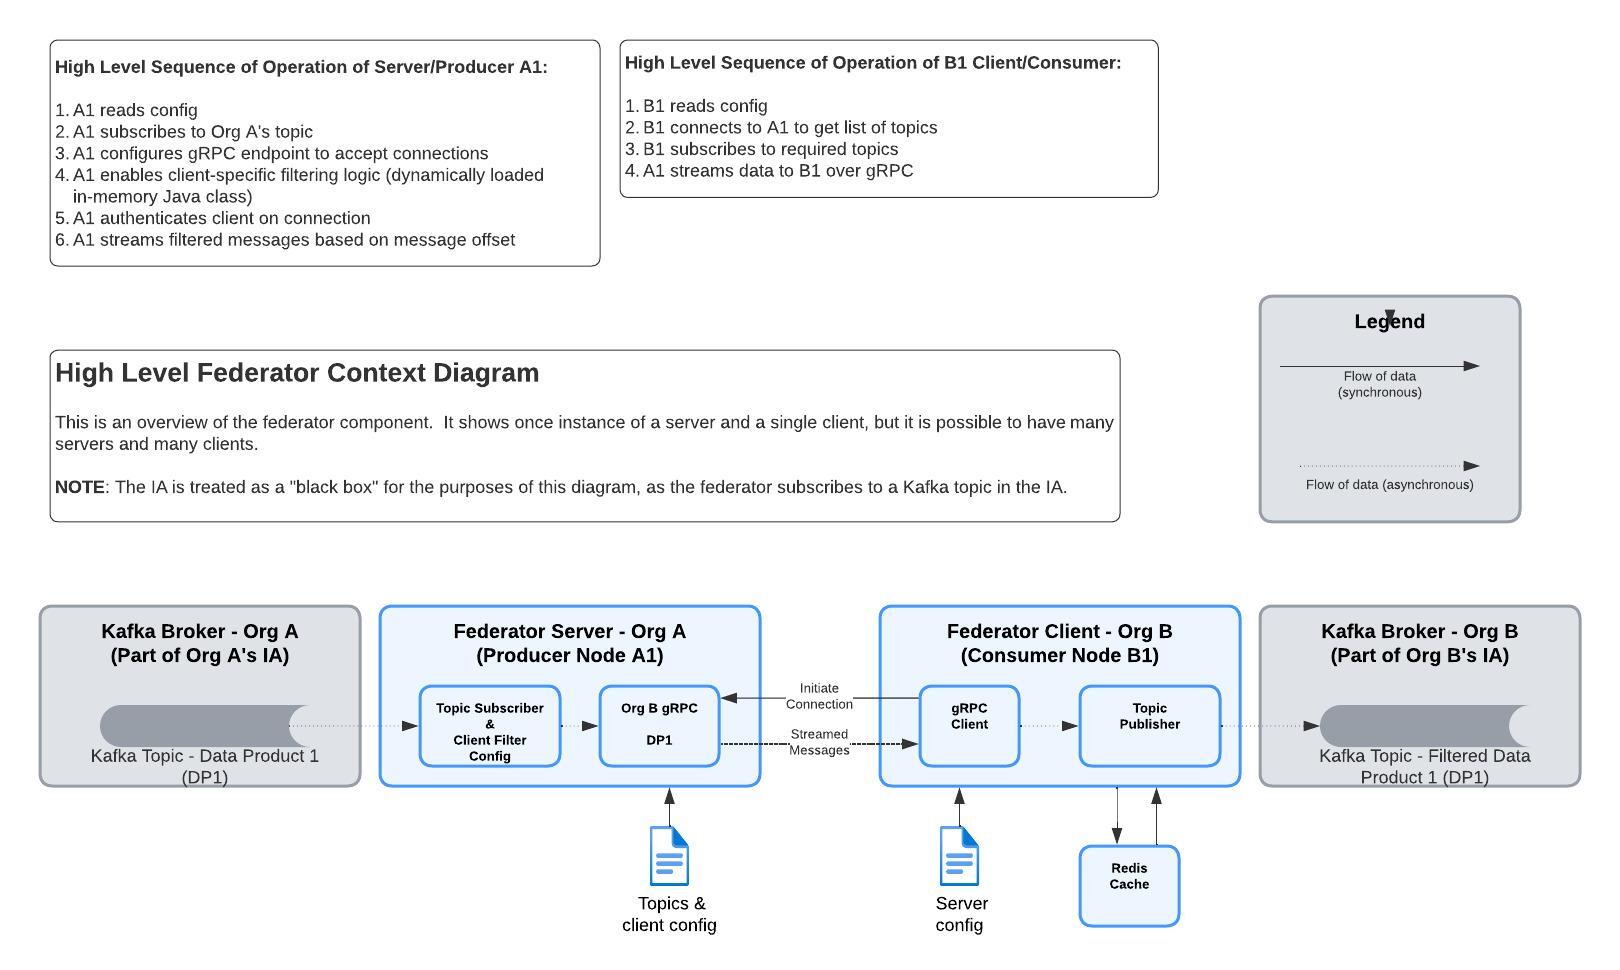 High Level Sequence of Operation of Server/Producer A1:
1. A1 reads config
2. A1 subscribes to Org A's topic
3. A1 configures gRPC endpoint to accept connections
4. A1 enables client-specific filtering logic (dynamically loaded
in-memory Java class)
5. A1 authenticates client on connection
6. A1 streams filtered messages based on message offset
High Level Sequence of Operation of B1 Client/Consumer:
1. B1 reads config
2. B1 connects to A1 to get list of topics
3. B1 subscribes to required topics
4. A1 streams data to B1 over gRPC
Legend
Flow of data
(synchronous)
Flow of data (asynchronous)
High Level Federator Context Diagram
This is an overview of the federator component.  It shows once instance of a server and a single client, but it is possible to have many
servers and many clients.
NOTE: The IA is treated as a "black box" for the purposes of this diagram, as the federator subscribes to a Kafka topic in the IA.
Kafka Broker - Org A
(Part of Org A's IA)
Kafka Topic - Data Product 1
(DP1)
Federator Server - Org A
(Producer Node A1)
Topic Subscriber
&
Client Filter
Config
Org B gRPC
DP1
Initiate
Connection
Streamed
Messages
Federator Client - Org B
(Consumer Node B1)
gRPC
Client
Topic
Publisher
Kafka Broker - Org B
(Part of Org B's IA)
Kafka Topic - Filtered Data
Product 1 (DP1)
Topics &
client config
Server
config
Redis
Cache